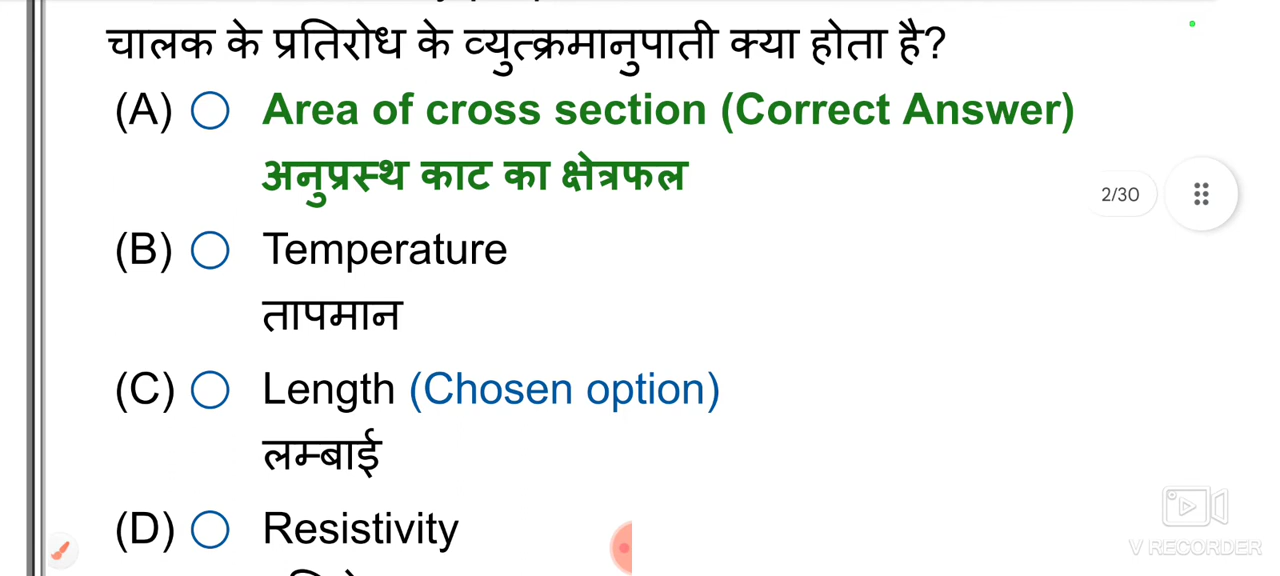 चालक के प्रतिरोध के व्युत्क्रमानुपाती क्या होता है?
(A) Area of cross section (Correct Answer)
अनुप्रस्थ काट का क्षेत्रफल
2/30
(B) Temperature
तापमान
(C) Length (Chosen option)
लम्बाई
(D) Resistivity
V RECORDER